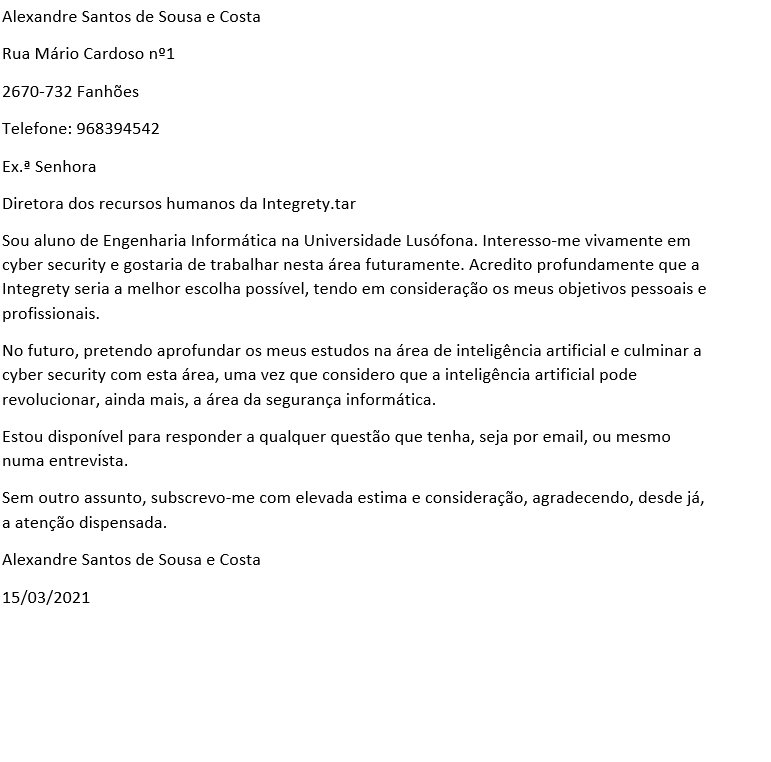 Alexandre Santos de Sousa e Costa
Rua Mário Cardoso nº1
2670-732 Fanhões
Telefone: 968394542
Ex.ª Senhora
Diretora dos recursos humanos da Integrety.tar
Sou aluno de Engenharia Informática na Universidade Lusófona. Interesso-me vivamente em
cyber security e gostaria de trabalhar nesta área futuramente. Acredito profundamente que a
Integrety seria a melhor escolha possível, tendo em consideração os meus objetivos pessoais e
profissionais.
No futuro, pretendo aprofundar os meus estudos na área de inteligência artificial e culminar a
cyber security com esta área, uma vez que considero que a inteligência artificial pode
revolucionar, ainda mais, a área da segurança informática.
Estou disponível para responder a qualquer questão que tenha, seja por email, ou mesmo
numa entrevista.
Sem outro assunto, subscrevo-me com elevada estima e consideração, agradecendo, desde já,
a atenção dispensada.
Alexandre Santos de Sousa e Costa
15/03/2021